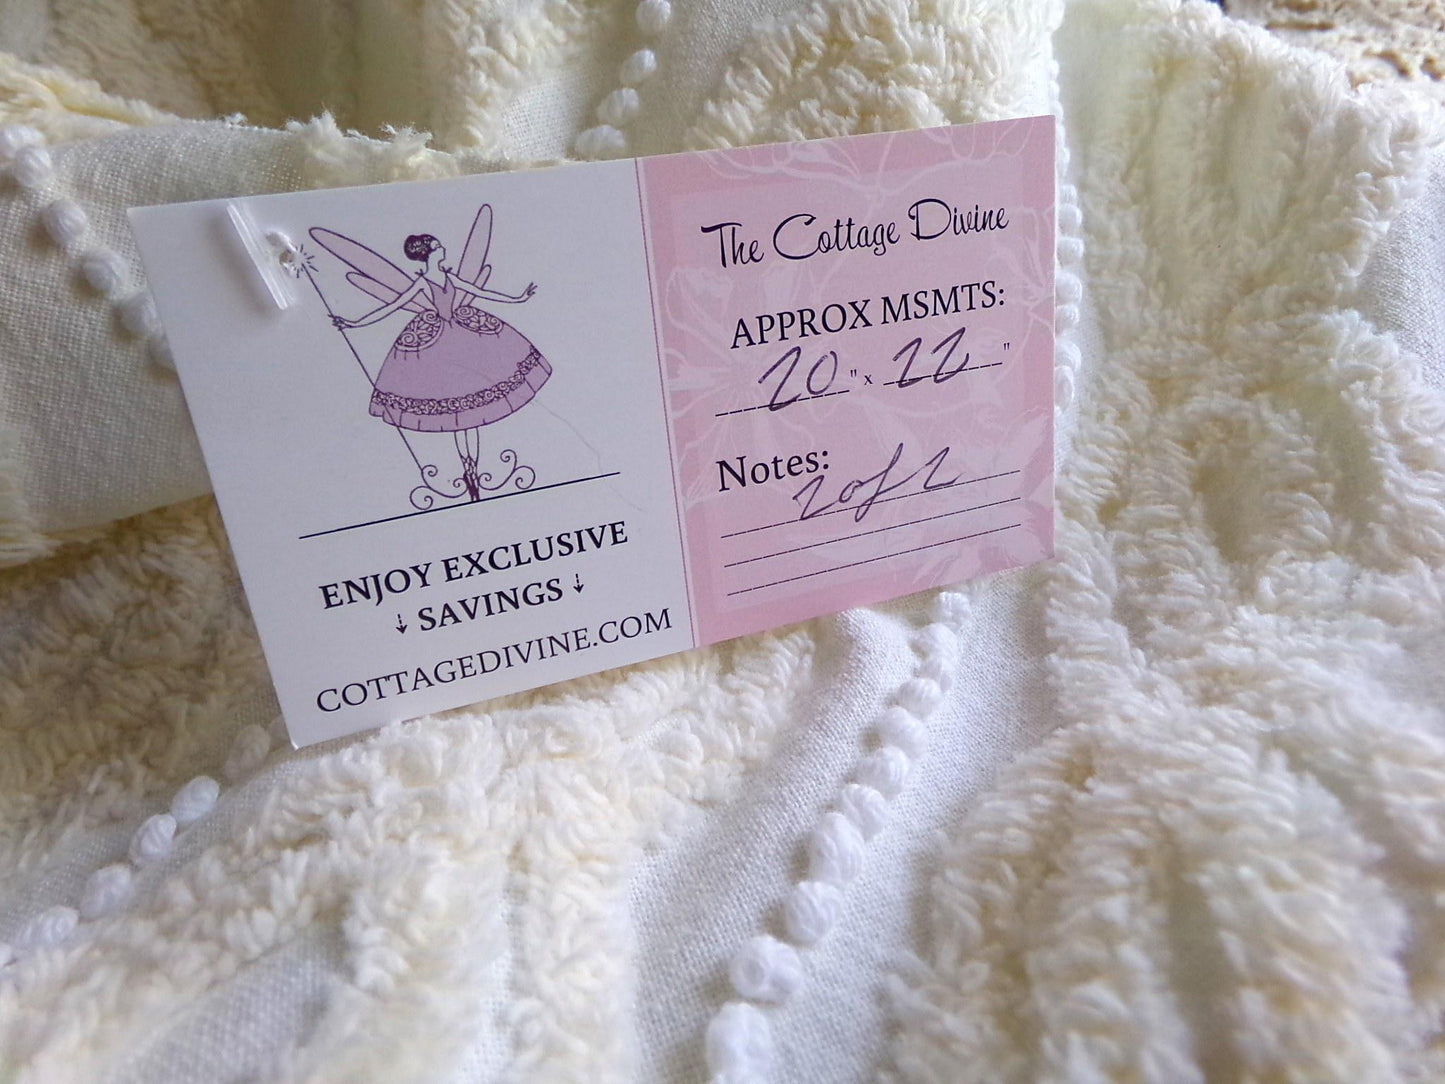 The Cottage Divine
APPROX MSMTS:
20" x 22"
Notes:
2 of 2
ENJOY EXCLUSIVE
↓ SAVINGS ↓
COTTAGEDIVINE.COM